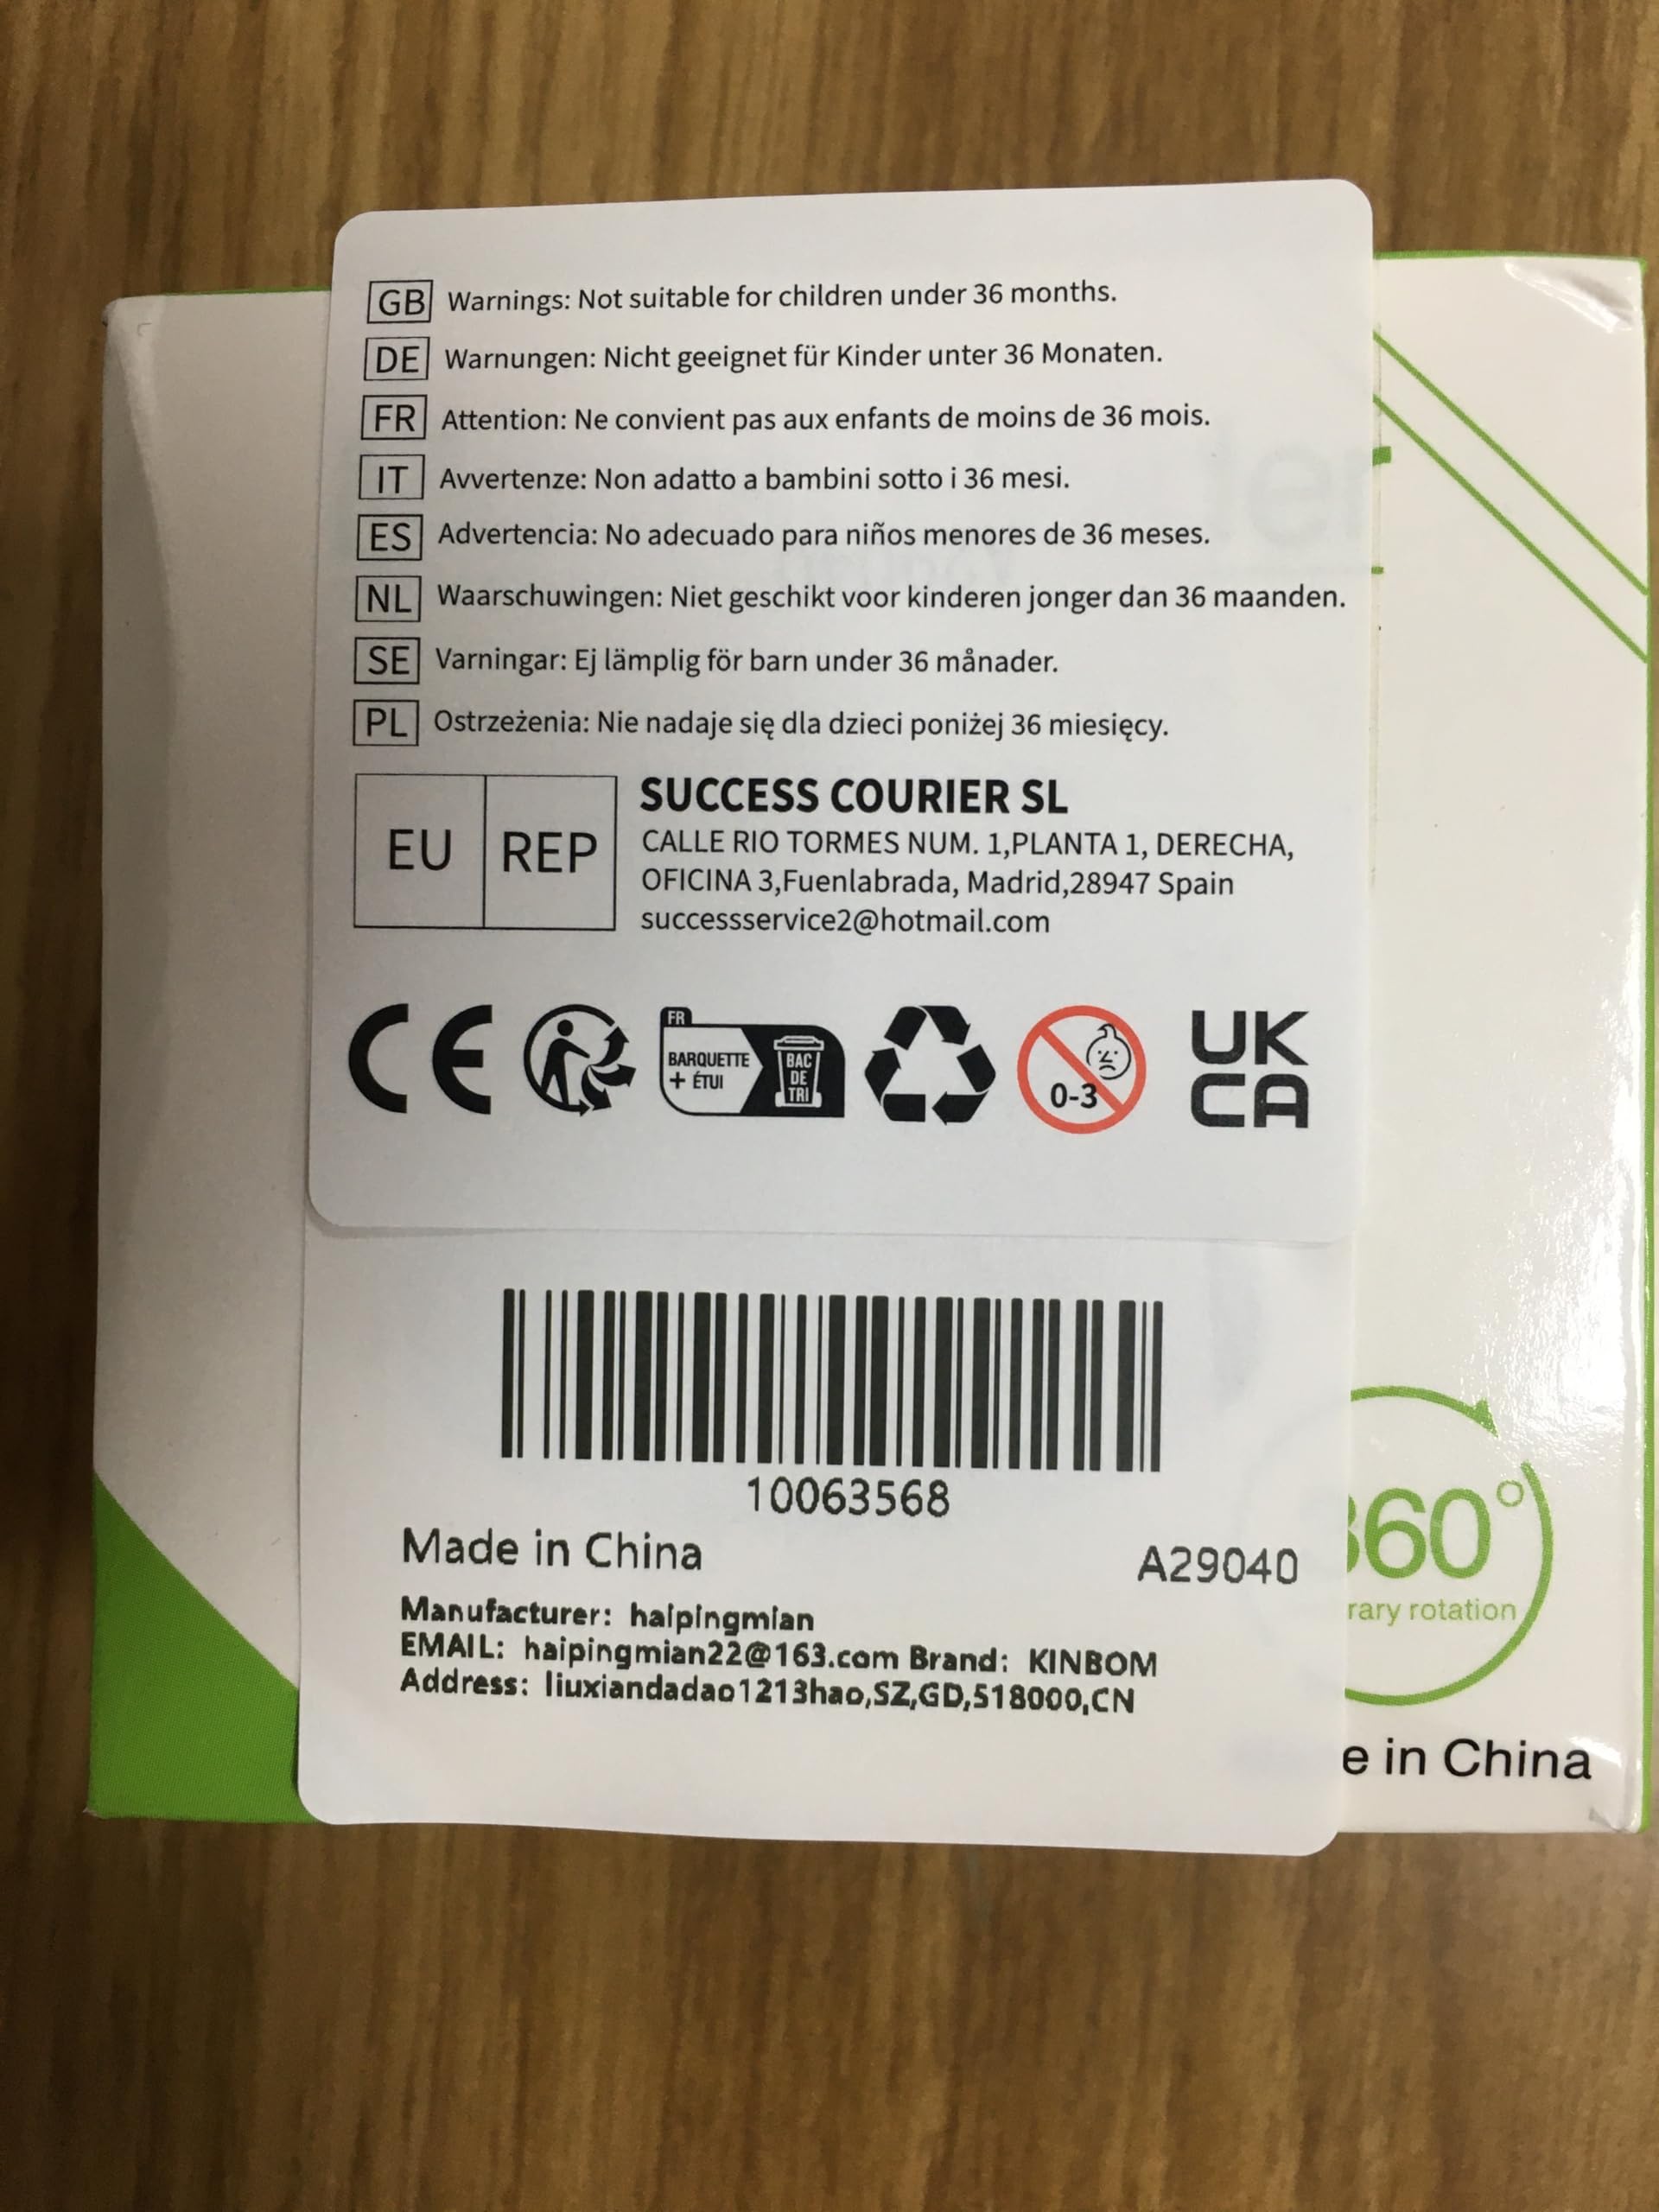 GB Warnings: Not suitable for children under 36 months.
DE Warnungen: Nicht geeignet für Kinder unter 36 Monaten.
FR Attention: Ne convient pas aux enfants de moins de 36 mois.
IT Avvertenze: Non adatto a bambini sotto i 36 mesi.
ES Advertencia: No adecuado para niños menores de 36 meses.
NL Waarschuwingen: Niet geschikt voor kinderen jonger dan 36 maanden.
SE Varningar: Ej lämplig för barn under 36 månader.
PL Ostrzeżenia: Nie nadaje się dla dzieci poniżej 36 miesięcy.
EU REP
SUCCESS COURIER SL
CALLE RIO TORMES NUM. 1,PLANTA 1, DERECHA,
OFICINA 3,Fuenlabrada, Madrid,28947 Spain
successservice2@hotmail.com
CE
FR
BARQUETTE
+ ÉTUI
BAC
DE
TRI
0-3
UK
CA
10063568
Made in China
A29040
Manufacturer: haipingmian
EMAIL: haipingmian22@163.com Brand: KINBOM
Address: liuxiandadao1213hao,SZ,GD,518000,CN
360°
rary rotation
e in China